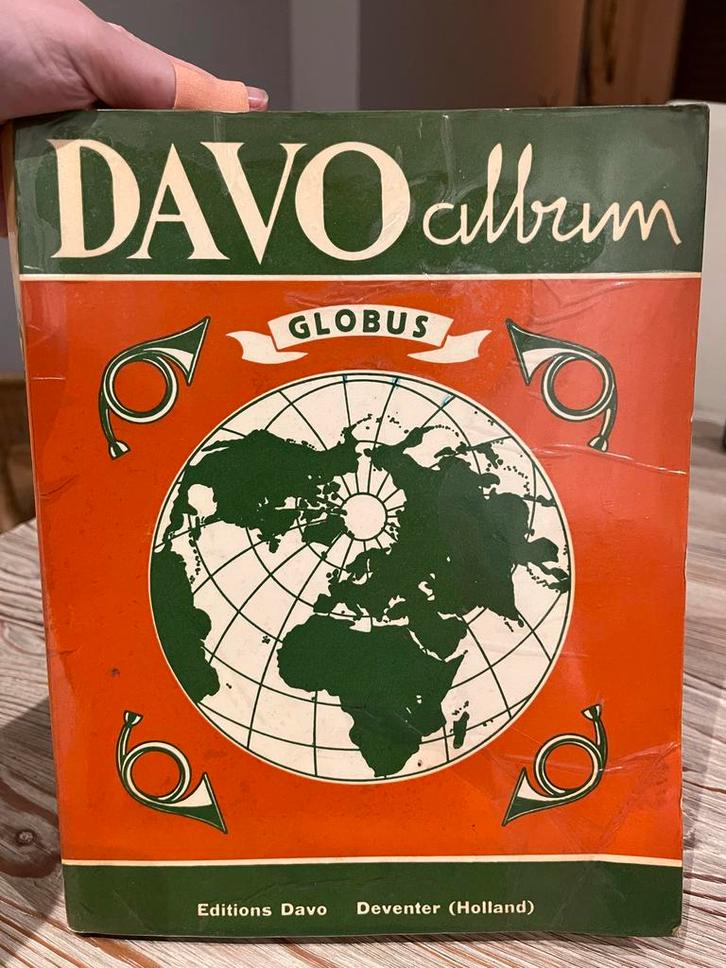 DAVO album
GLOBUS
Editions Davo Deventer (Holland)